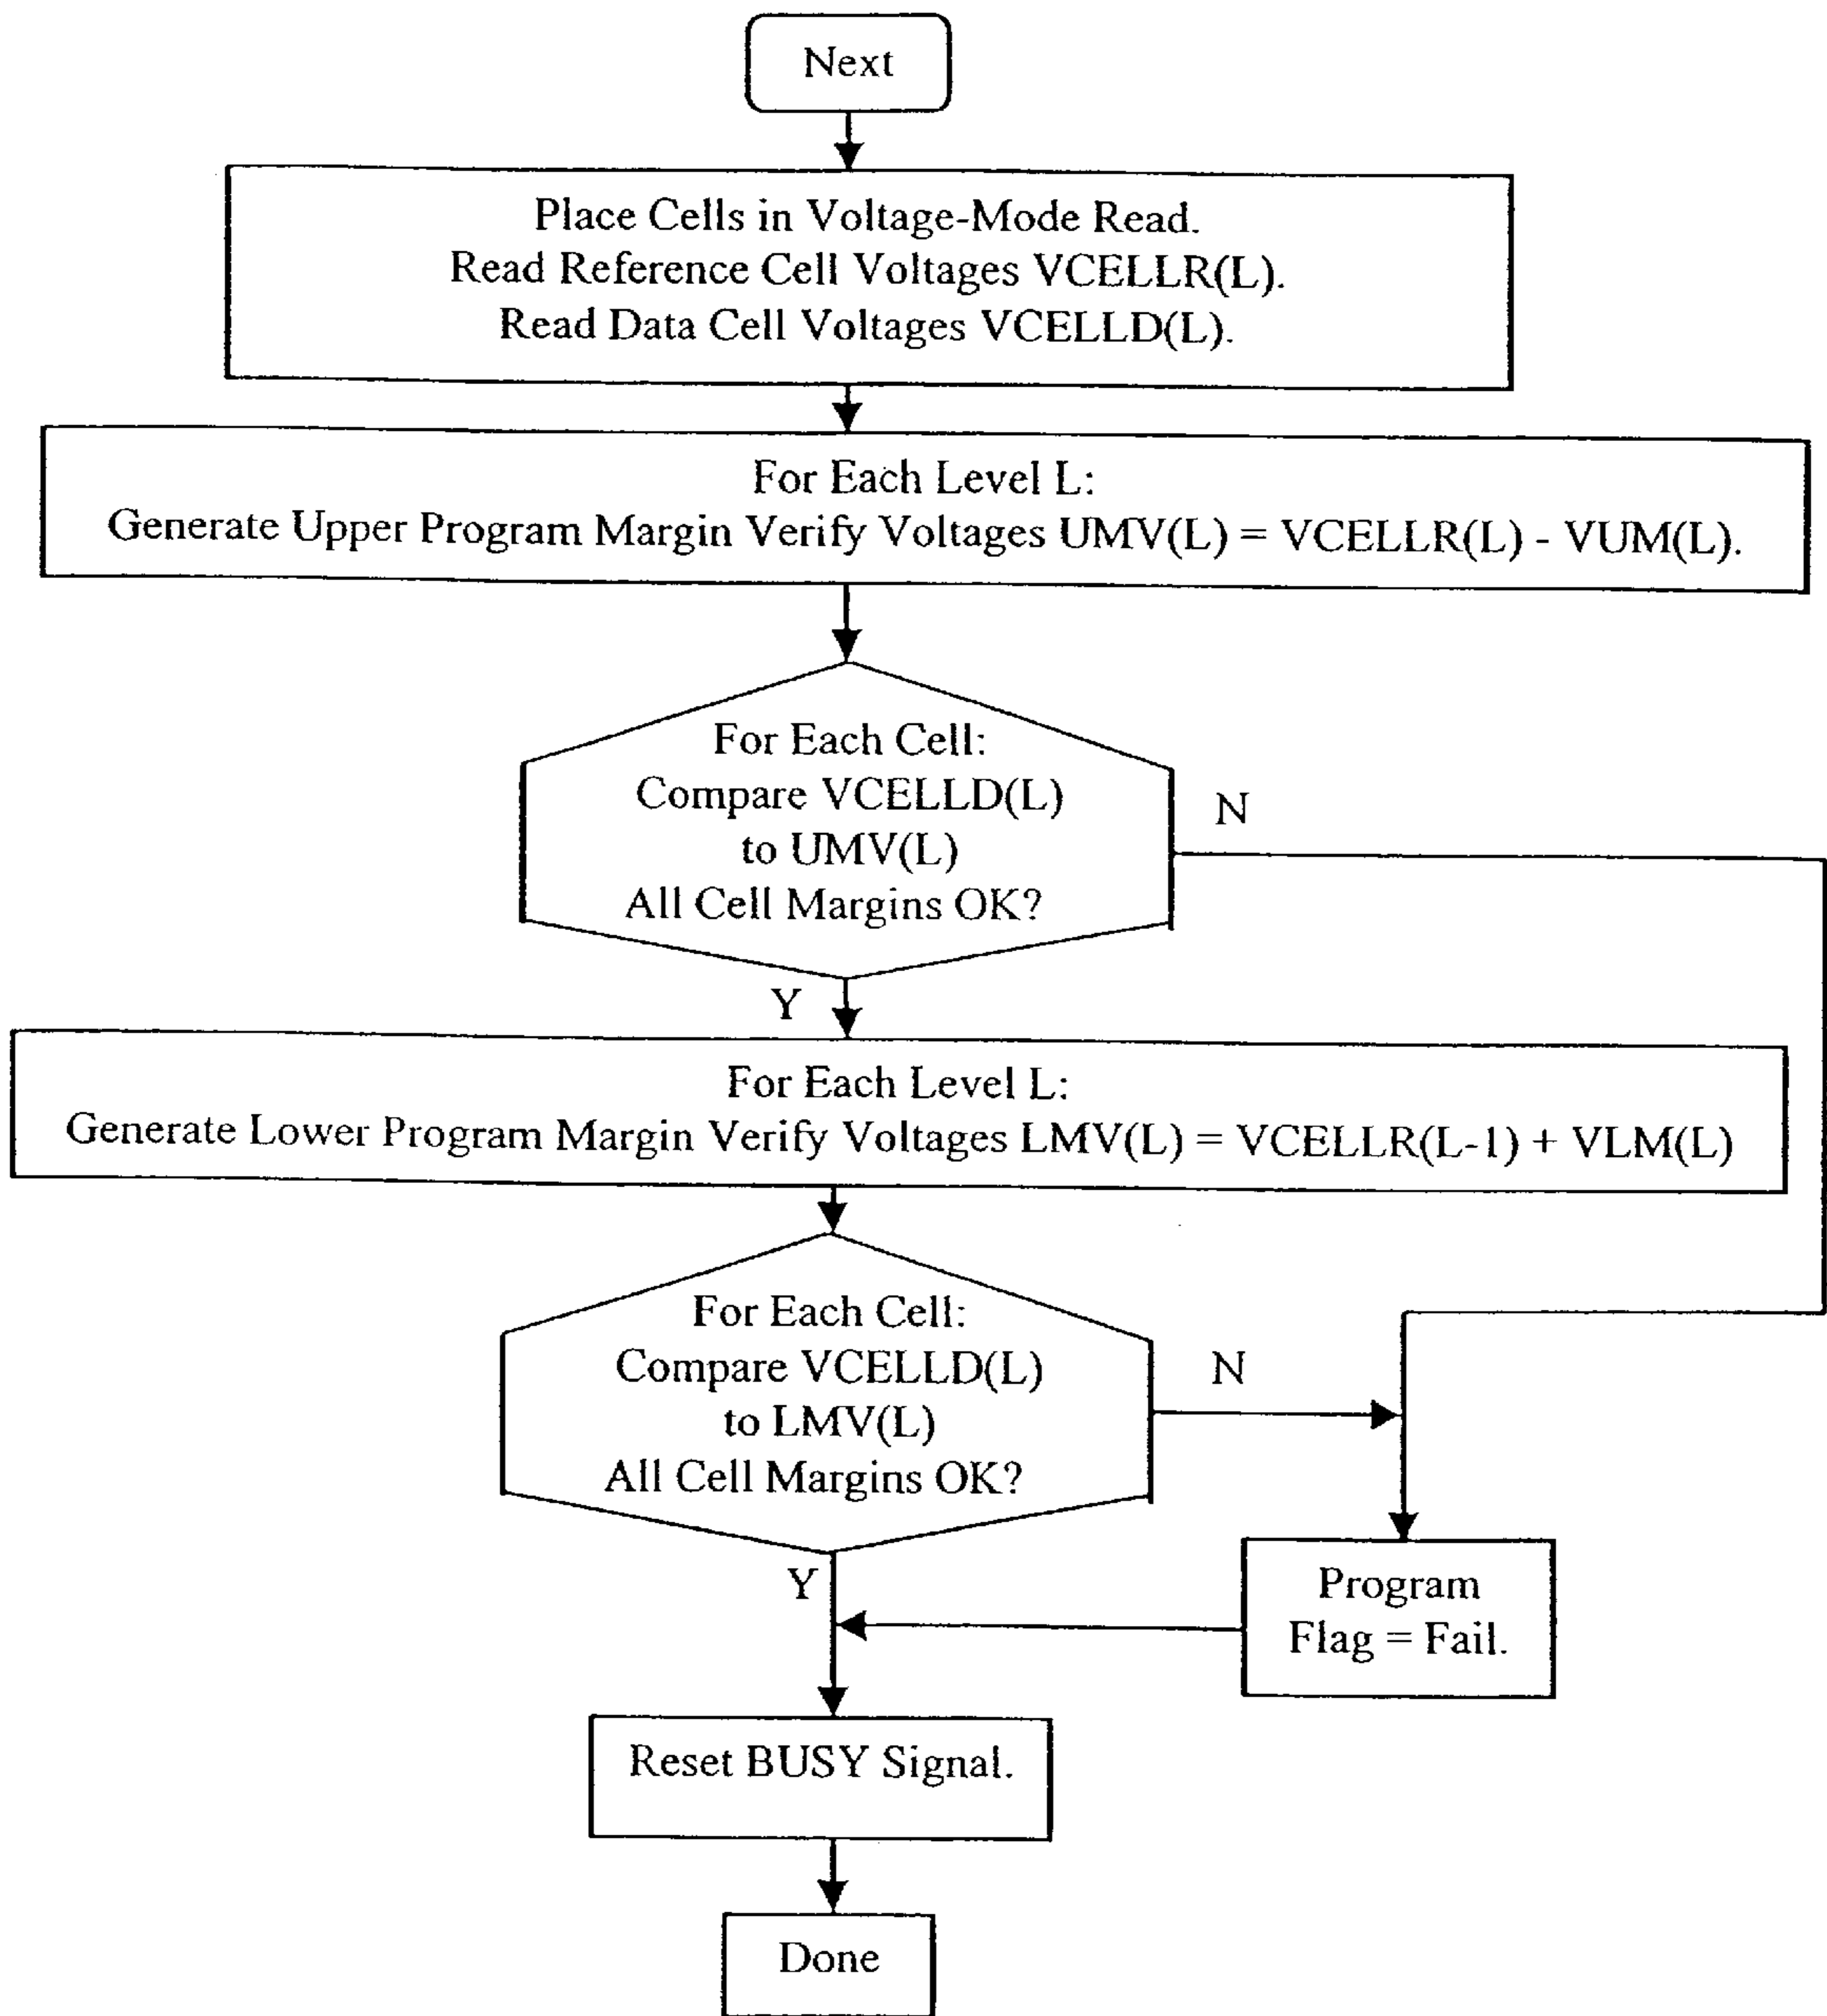 Next
Place Cells in Voltage-Mode Read.
Read Reference Cell Voltages VCELLR(L).
Read Data Cell Voltages VCELLD(L).
For Each Level L:
Generate Upper Program Margin Verify Voltages UMV(L) = VCELLR(L) - VUM(L).
For Each Cell:
Compare VCELLD(L)
to UMV(L)
All Cell Margins OK?
N
Y
For Each Level L:
Generate Lower Program Margin Verify Voltages LMV(L) = VCELLR(L-1) + VLM(L)
For Each Cell:
Compare VCELLD(L)
to LMV(L)
All Cell Margins OK?
N
Y
Program
Flag = Fail.
Reset BUSY Signal.
Done